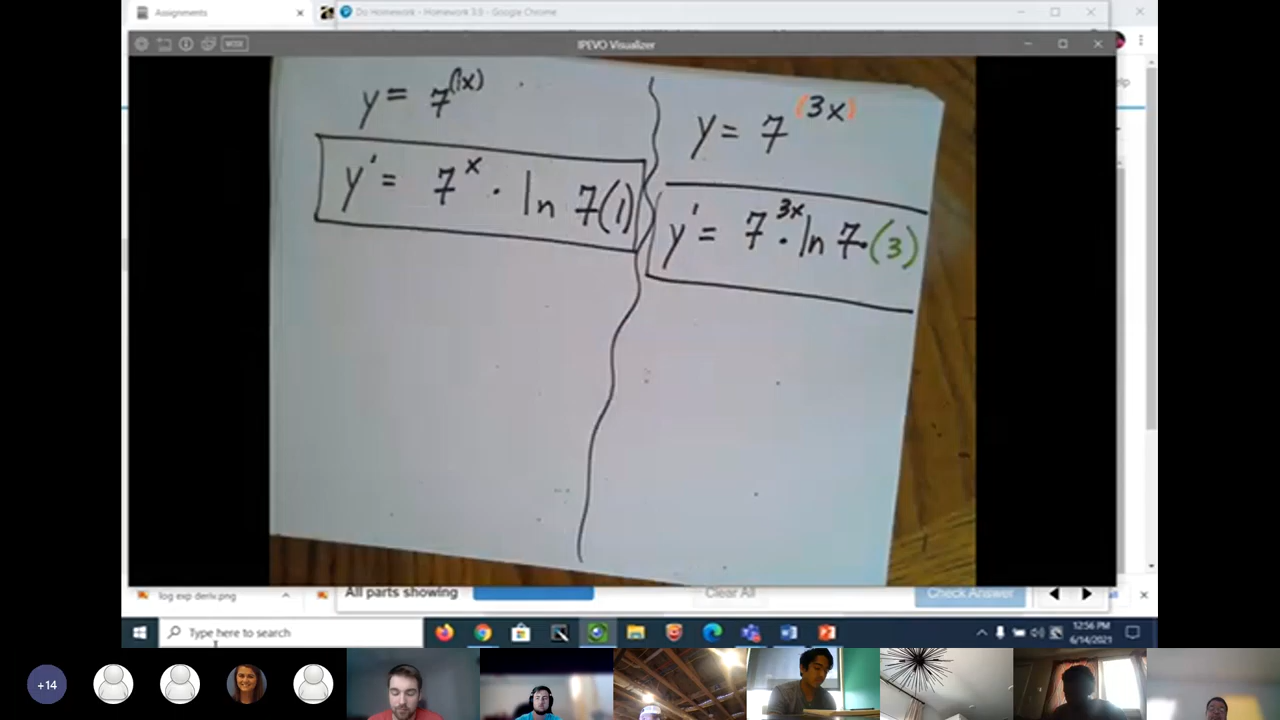 Assignments
Do Homework - Homework 3.9 - Google Chrome
IPEVO Visualizer
MODE
y = 7^(1x)
y' = 7^x · ln 7(1)
y = 7^(3x)
y' = 7^3x · ln 7 · (3)
log exp deriv.png
All parts showing
Clear All
Check Answer
Type here to search
12:56 PM
6/14/2021
+14